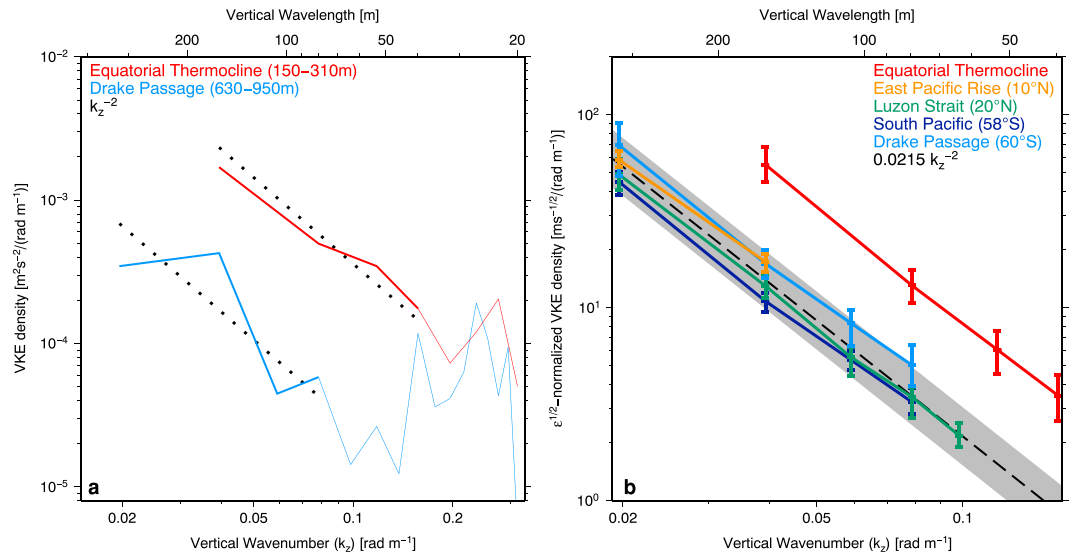 Vertical Wavelength [m]
200 100 50 20
10⁻²
10⁻³
10⁻⁴
10⁻⁵
VKE density [m²s⁻²/(rad m⁻¹)]
Equatorial Thermocline (150−310m)
Drake Passage (630−950m)
k_z⁻²
a
0.02 0.05 0.1 0.2
Vertical Wavenumber (k_z) [rad m⁻¹]
Vertical Wavelength [m]
200 100 50
10²
10¹
10⁰
ε^1/2−normalized VKE density [ms^−1/2/(rad m⁻¹)]
Equatorial Thermocline
East Pacific Rise (10°N)
Luzon Strait (20°N)
South Pacific (58°S)
Drake Passage (60°S)
0.0215 k_z⁻²
b
0.02 0.05 0.1
Vertical Wavenumber (k_z) [rad m⁻¹]